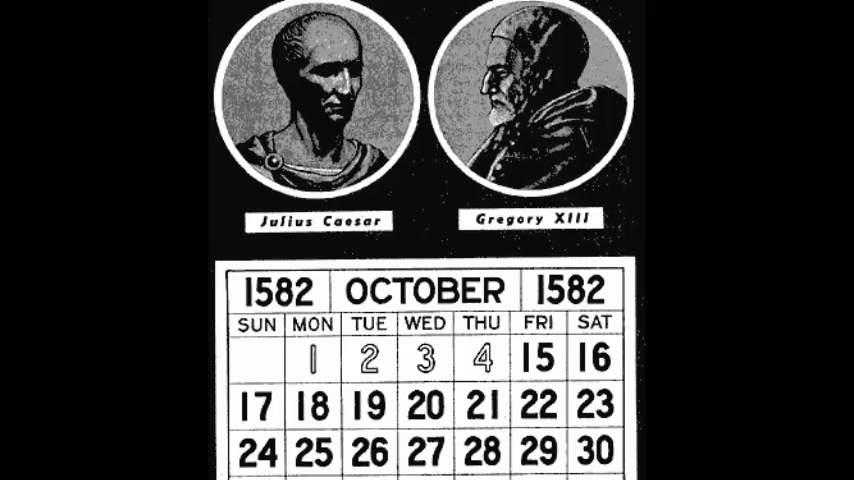 Julius Caesar
Gregory XIII
1582 OCTOBER 1582
SUN MON TUE WED THU FRI SAT
1 2 3 4 15 16
17 18 19 20 21 22 23
24 25 26 27 28 29 30